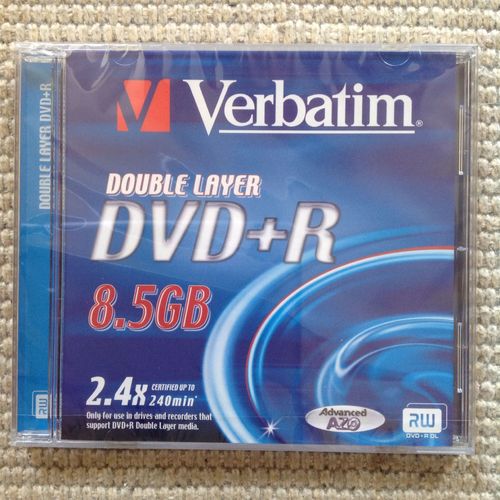 Verbatim®
DOUBLE LAYER
DVD+R
8.5GB
2.4x CERTIFIED UP TO
240min*
Only for use in drives and recorders that
support DVD+R Double Layer media.
Advanced
AZO
RW
DVD+R DL
DOUBLE LAYER DVD+R
RW